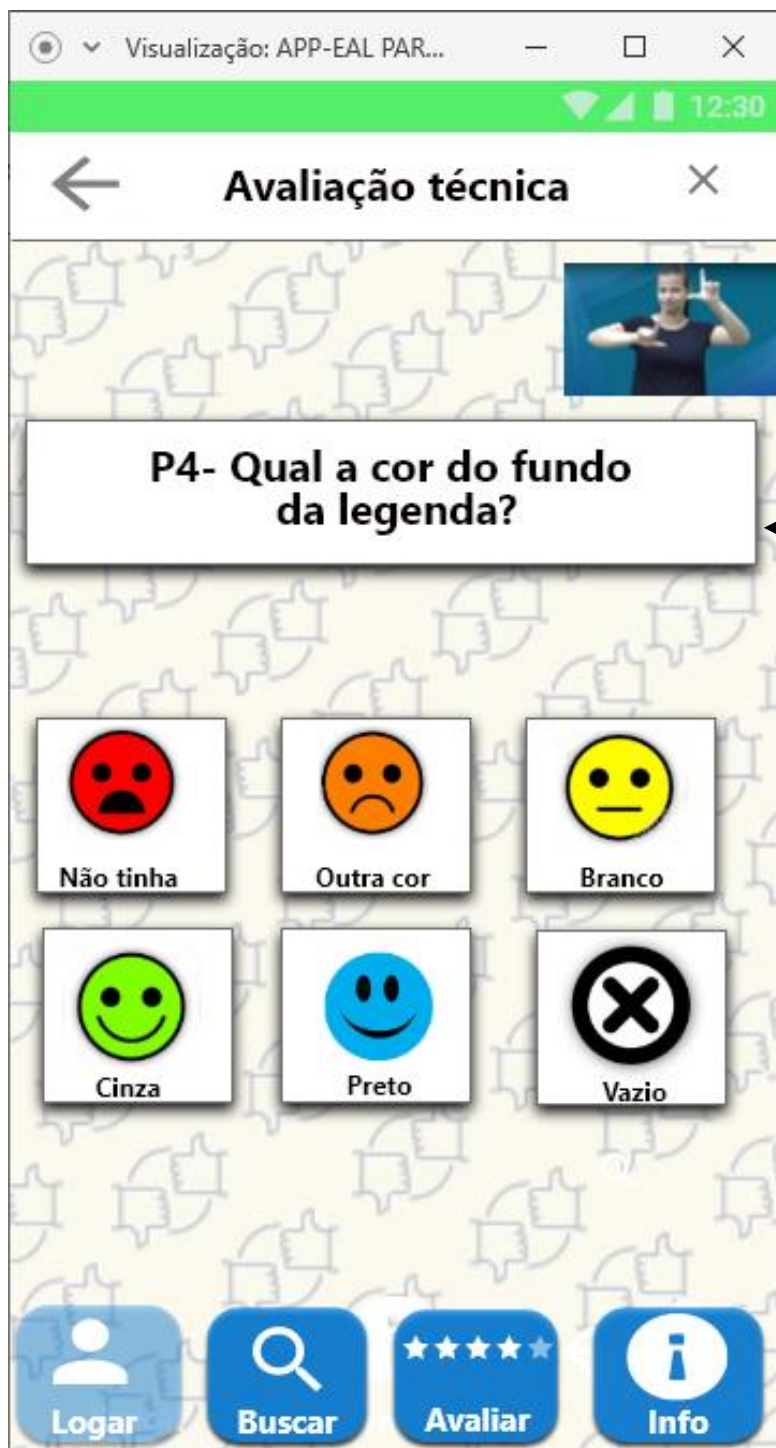 Visualização: APP-EAL PAR...
12:30
Avaliação técnica
P4- Qual a cor do fundo
da legenda?
Não tinha
Outra cor
Branco
Cinza
Preto
Vazio
Logar
Buscar
Avaliar
Info